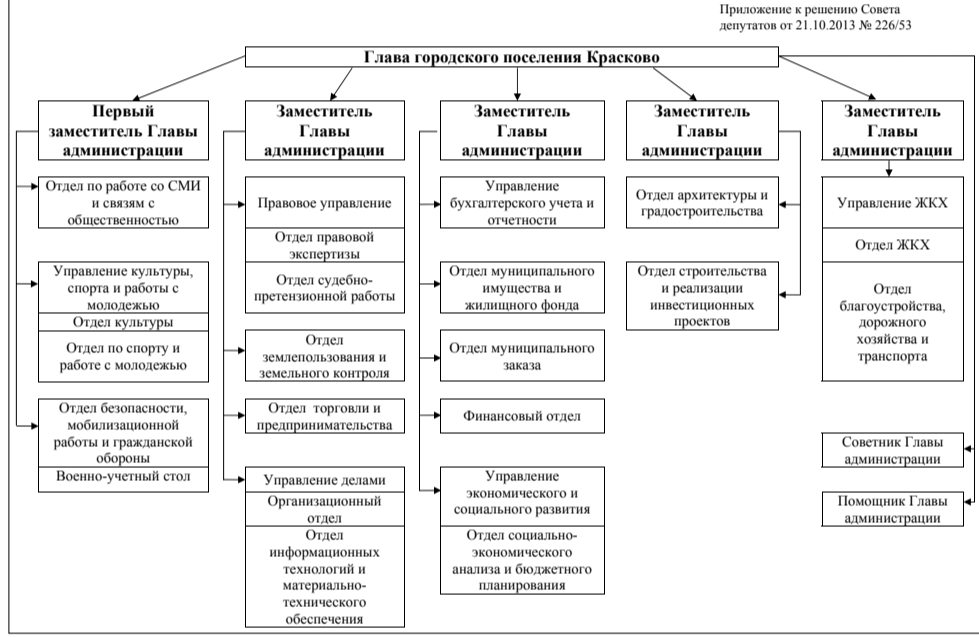 Приложение к решению Совета
депутатов от 21.10.2013 № 226/53
Глава городского поселения Красково
Первый
заместитель Главы
администрации
Отдел по работе со СМИ
и связям с
общественностью
Управление культуры,
спорта и работы с
молодежью
Отдел культуры
Отдел по спорту и
работе с молодежью
Отдел безопасности,
мобилизационной
работы и гражданской
обороны
Военно-учетный стол
Заместитель
Главы
администрации
Правовое управление
Отдел правовой
экспертизы
Отдел судебно-
претензионной работы
Отдел
землепользования и
земельного контроля
Отдел торговли и
предпринимательства
Управление делами
Организационный
отдел
Отдел
информационных
технологий и
материально-
технического
обеспечения
Заместитель
Главы
администрации
Управление
бухгалтерского учета и
отчетности
Отдел муниципального
имущества и
жилищного фонда
Отдел муниципального
заказа
Финансовый отдел
Управление
экономического и
социального развития
Отдел социально-
экономического
анализа и бюджетного
планирования
Заместитель
Главы
администрации
Отдел архитектуры и
градостроительства
Отдел строительства
и реализации
инвестиционных
проектов
Заместитель
Главы
администрации
Управление ЖКХ
Отдел ЖКХ
Отдел
благоустройства,
дорожного
хозяйства и
транспорта
Советник Главы
администрации
Помощник Главы
администрации